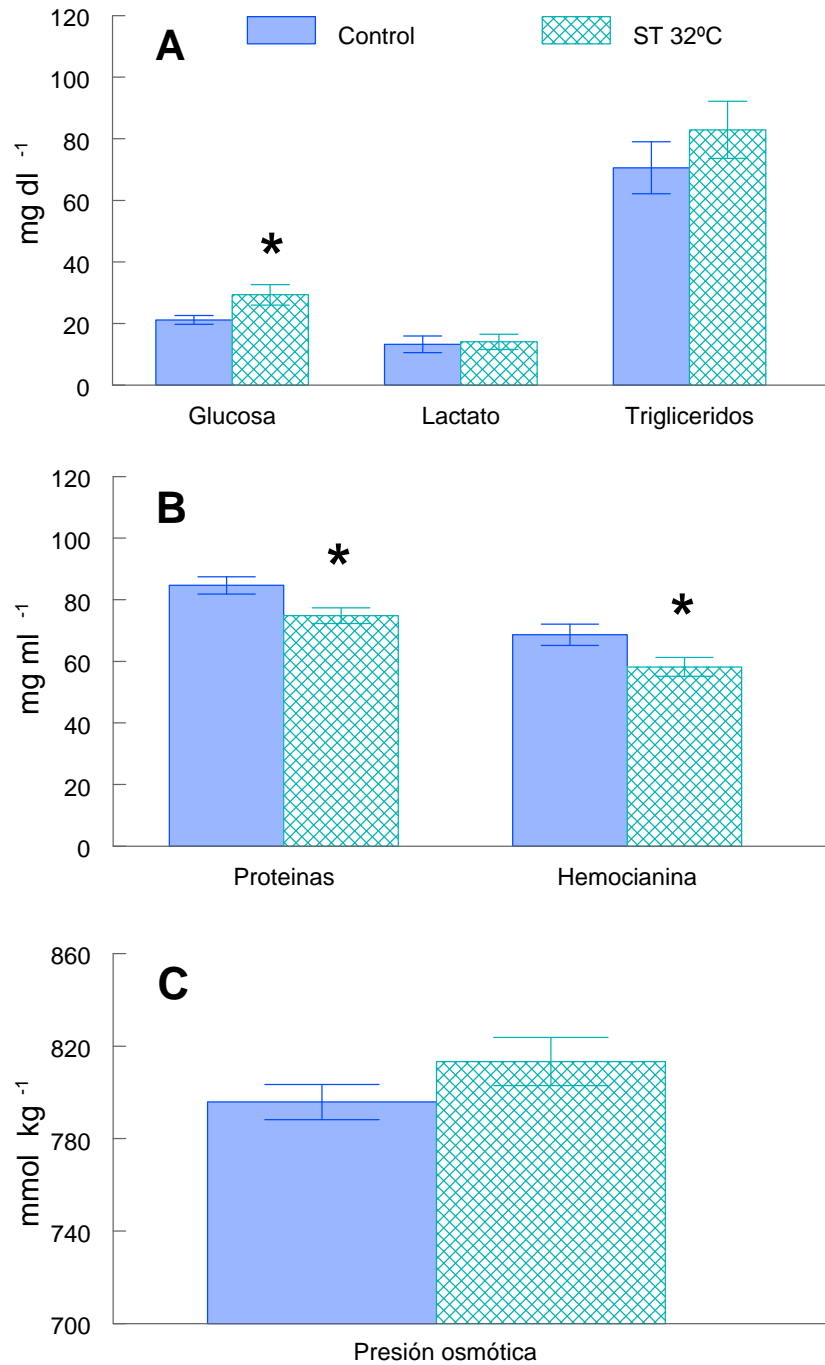 A
Control
ST 32ºC
120
100
80
60
40
20
0
mg dl -1
*
Glucosa
Lactato
Trigliceridos
B
120
100
80
60
40
20
0
mg ml -1
*
*
Proteinas
Hemocianina
C
860
820
780
740
700
mmol kg -1
Presión osmótica